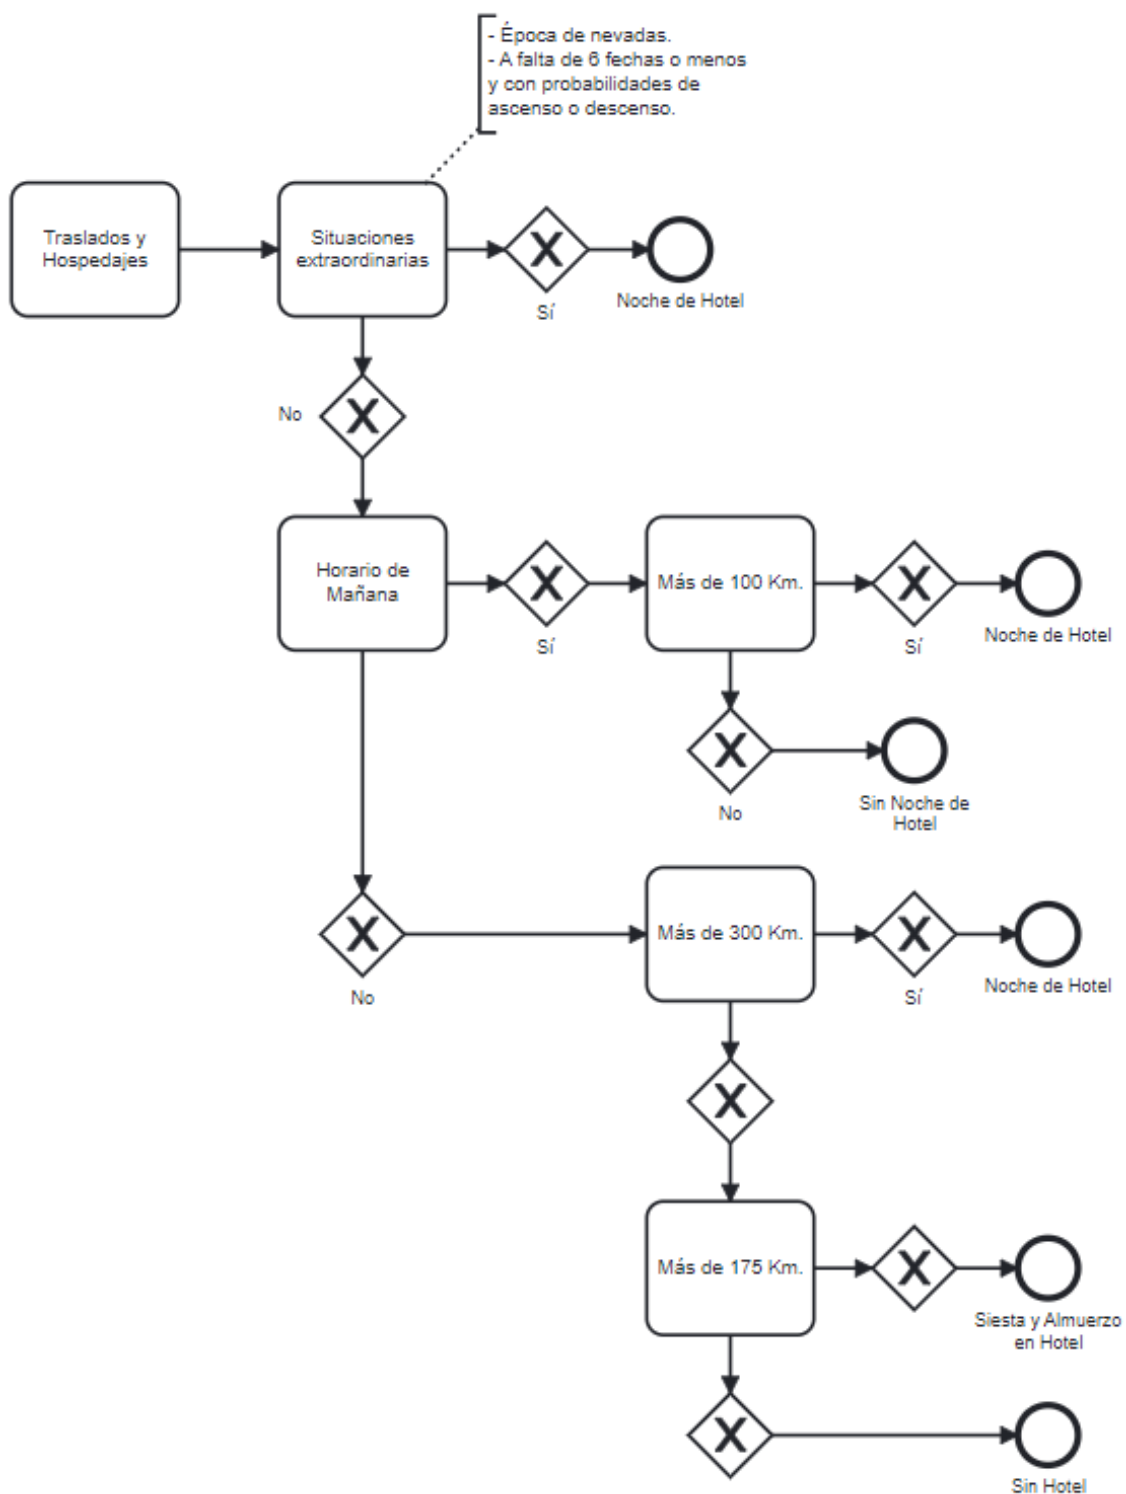 - Época de nevadas.
- A falta de 6 fechas o menos
y con probabilidades de
ascenso o descenso.
Traslados y
Hospedajes
Situaciones
extraordinarias
Sí
Noche de Hotel
No
Horario de
Mañana
Sí
Más de 100 Km.
Sí
Noche de Hotel
No
Sin Noche de
Hotel
No
Más de 300 Km.
Sí
Noche de Hotel
Más de 175 Km.
Siesta y Almuerzo
en Hotel
Sin Hotel